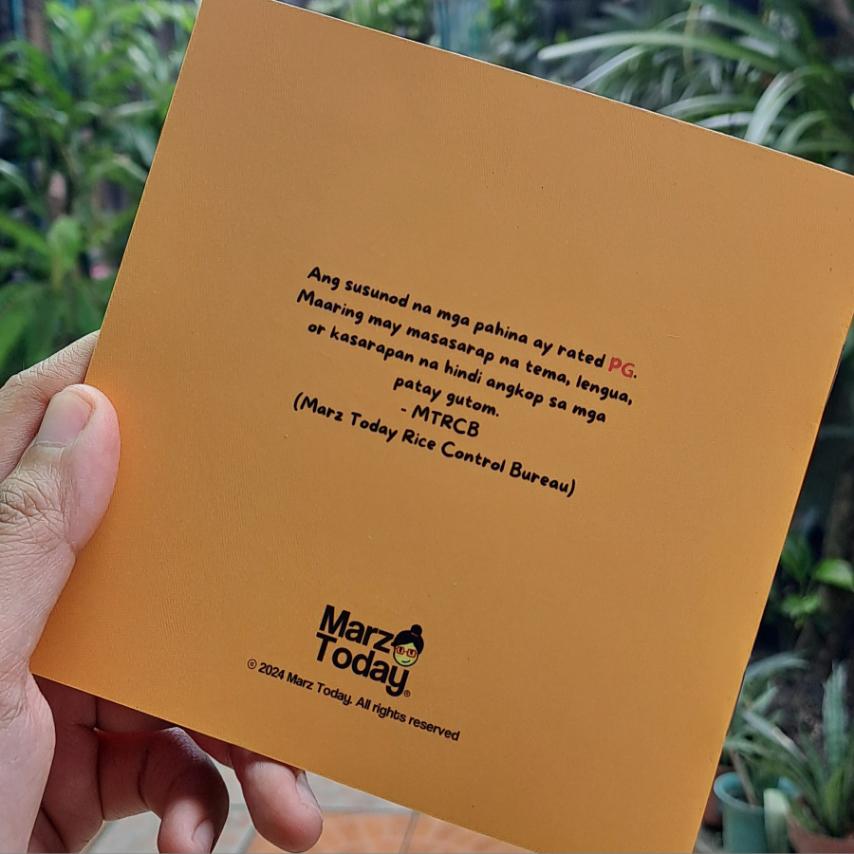 Ang susunod na mga pahina ay rated PG.
Maaring may masasarap na tema, lengua,
or kasarapan na hindi angkop sa mga
patay gutom.
- MTRCB
(Marz Today Rice Control Bureau)
Marz
Today®
© 2024 Marz Today. All rights reserved